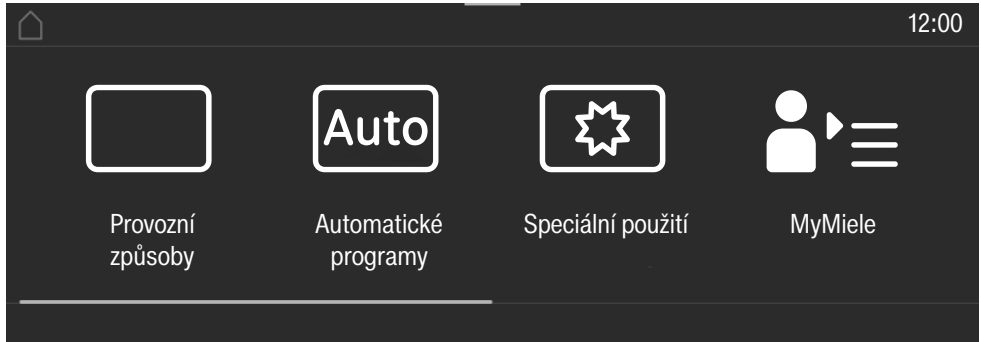 12:00
Auto
Provozní
způsoby
Automatické
programy
Speciální použití
MyMiele